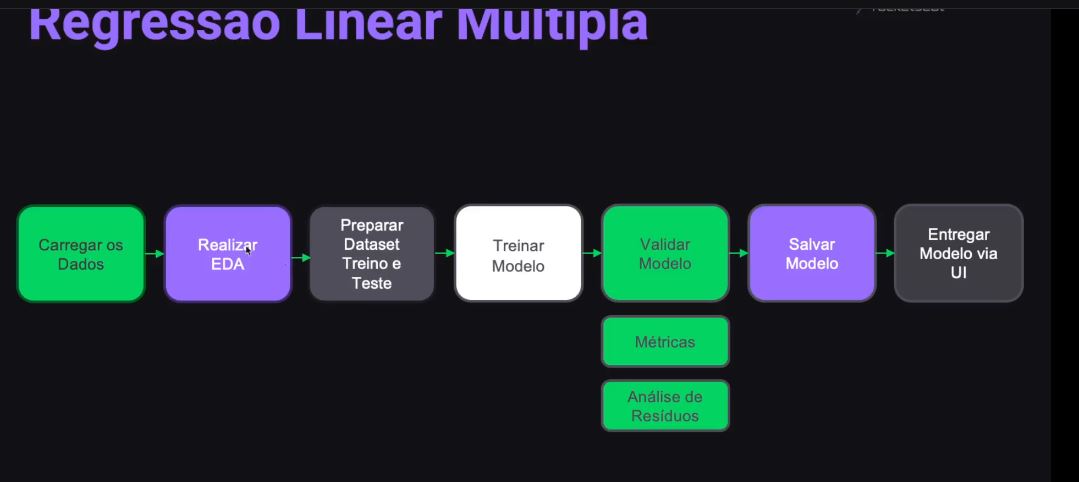 Regressão Linear Múltipla
Carregar os
Dados
Realizar
EDA
Preparar
Dataset
Treino e
Teste
Treinar
Modelo
Validar
Modelo
Salvar
Modelo
Entregar
Modelo via
UI
Métricas
Análise de
Resíduos